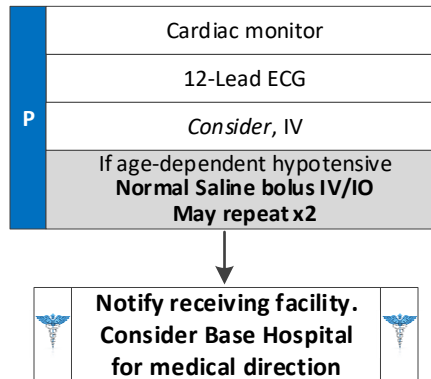 Cardiac monitor
12-Lead ECG
P
Consider, IV
If age-dependent hypotensive
Normal Saline bolus IV/IO
May repeat x2
Notify receiving facility.
Consider Base Hospital
for medical direction